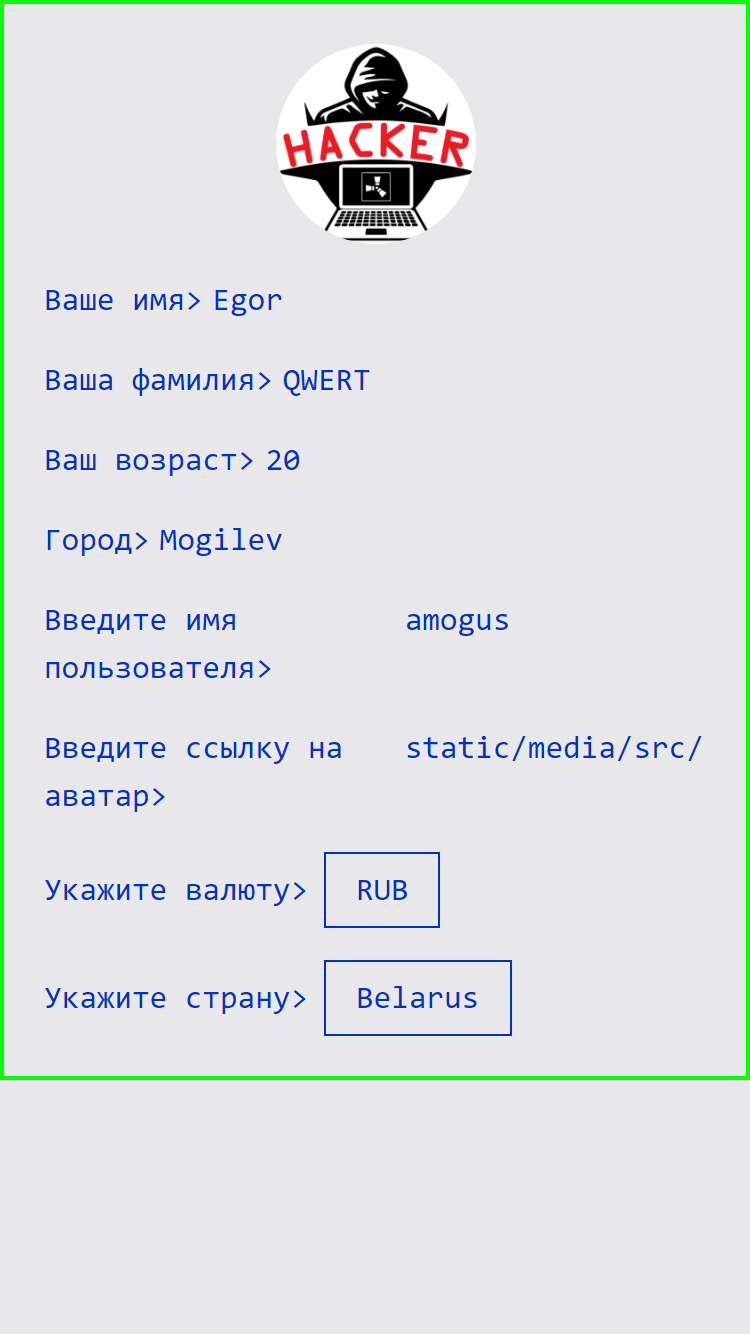 HACKER
Ваше имя> Egor
Ваша фамилия> QWERT
Ваш возраст> 20
Город> Mogilev
Введите имя пользователя> amogus
Введите ссылку на аватар> static/media/src/
Укажите валюту> RUB
Укажите страну> Belarus